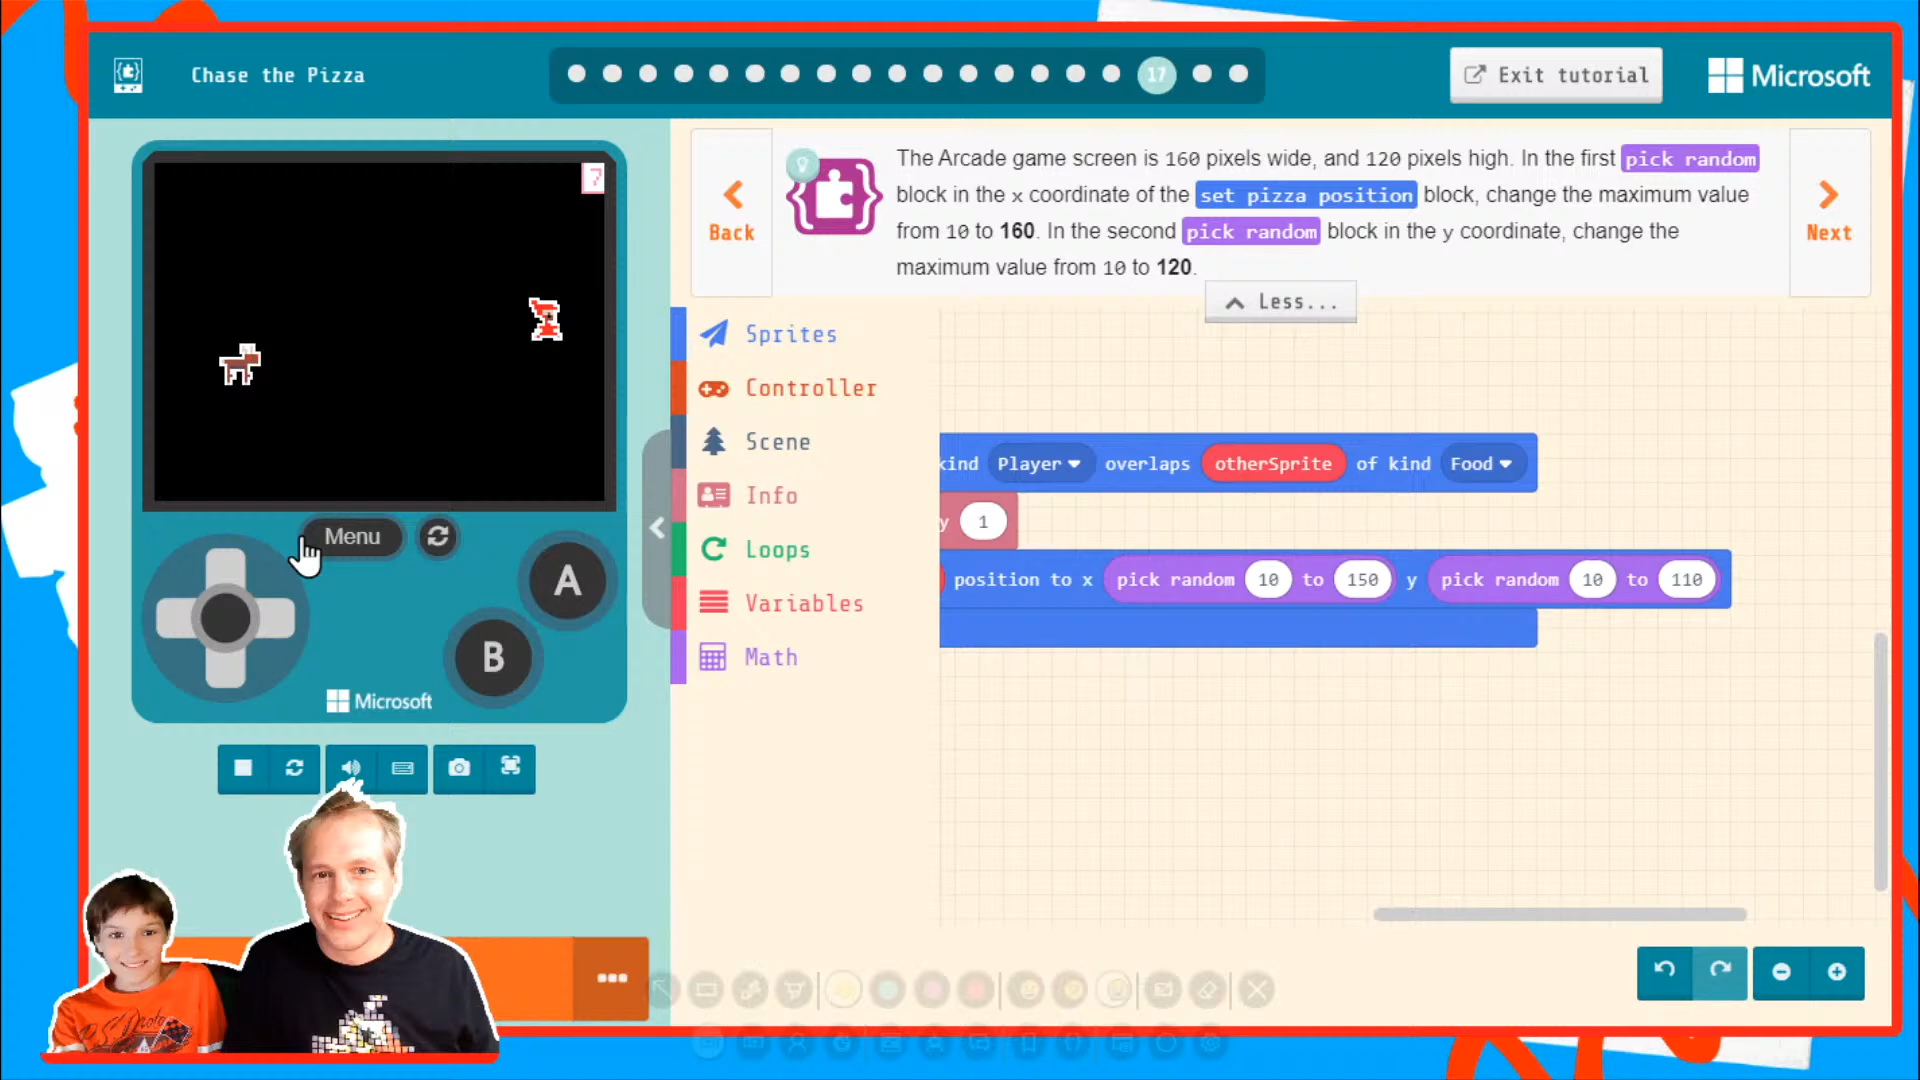 Chase the Pizza
17
Exit tutorial
Microsoft
Back
The Arcade game screen is 160 pixels wide, and 120 pixels high. In the first pick random
block in the x coordinate of the set pizza position block, change the maximum value
from 10 to 160. In the second pick random block in the y coordinate, change the
maximum value from 10 to 120.
Next
Less...
7
Sprites
Controller
Scene
Info
Loops
Variables
Math
kind Player overlaps otherSprite of kind Food
y 1
position to x pick random 10 to 150 y pick random 10 to 110
Menu
A
B
Microsoft